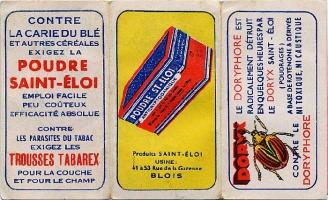 CONTRE
LA CARIE DU BLÉ
ET AUTRES CÉRÉALES
EXIGEZ LA
POUDRE
SAINT-ÉLOI
EMPLOI FACILE
PEU COÛTEUX
EFFICACITÉ ABSOLUE
CONTRE
LES PARASITES DU TABAC
EXIGEZ LES
TROUSSES TABAREX
POUR LA COUCHE
ET POUR LE CHAMP
POUDRE ST-ELOI
Produits SAINT-ÉLOI
USINE:
41 à 53 Rue de la Garenne
BLOIS
LE DORYPHORE EST
RADICALEMENT DÉTRUIT
EN QUELQUES HEURES PAR
LE DORYX SAINT-ÉLOI
(POUDRAGES)
A BASE DE ROTÉNONE & DÉRIVÉS
NI TOXIQUE, NI CAUSTIQUE
DORYX
CONTRE LE
DORYPHORE